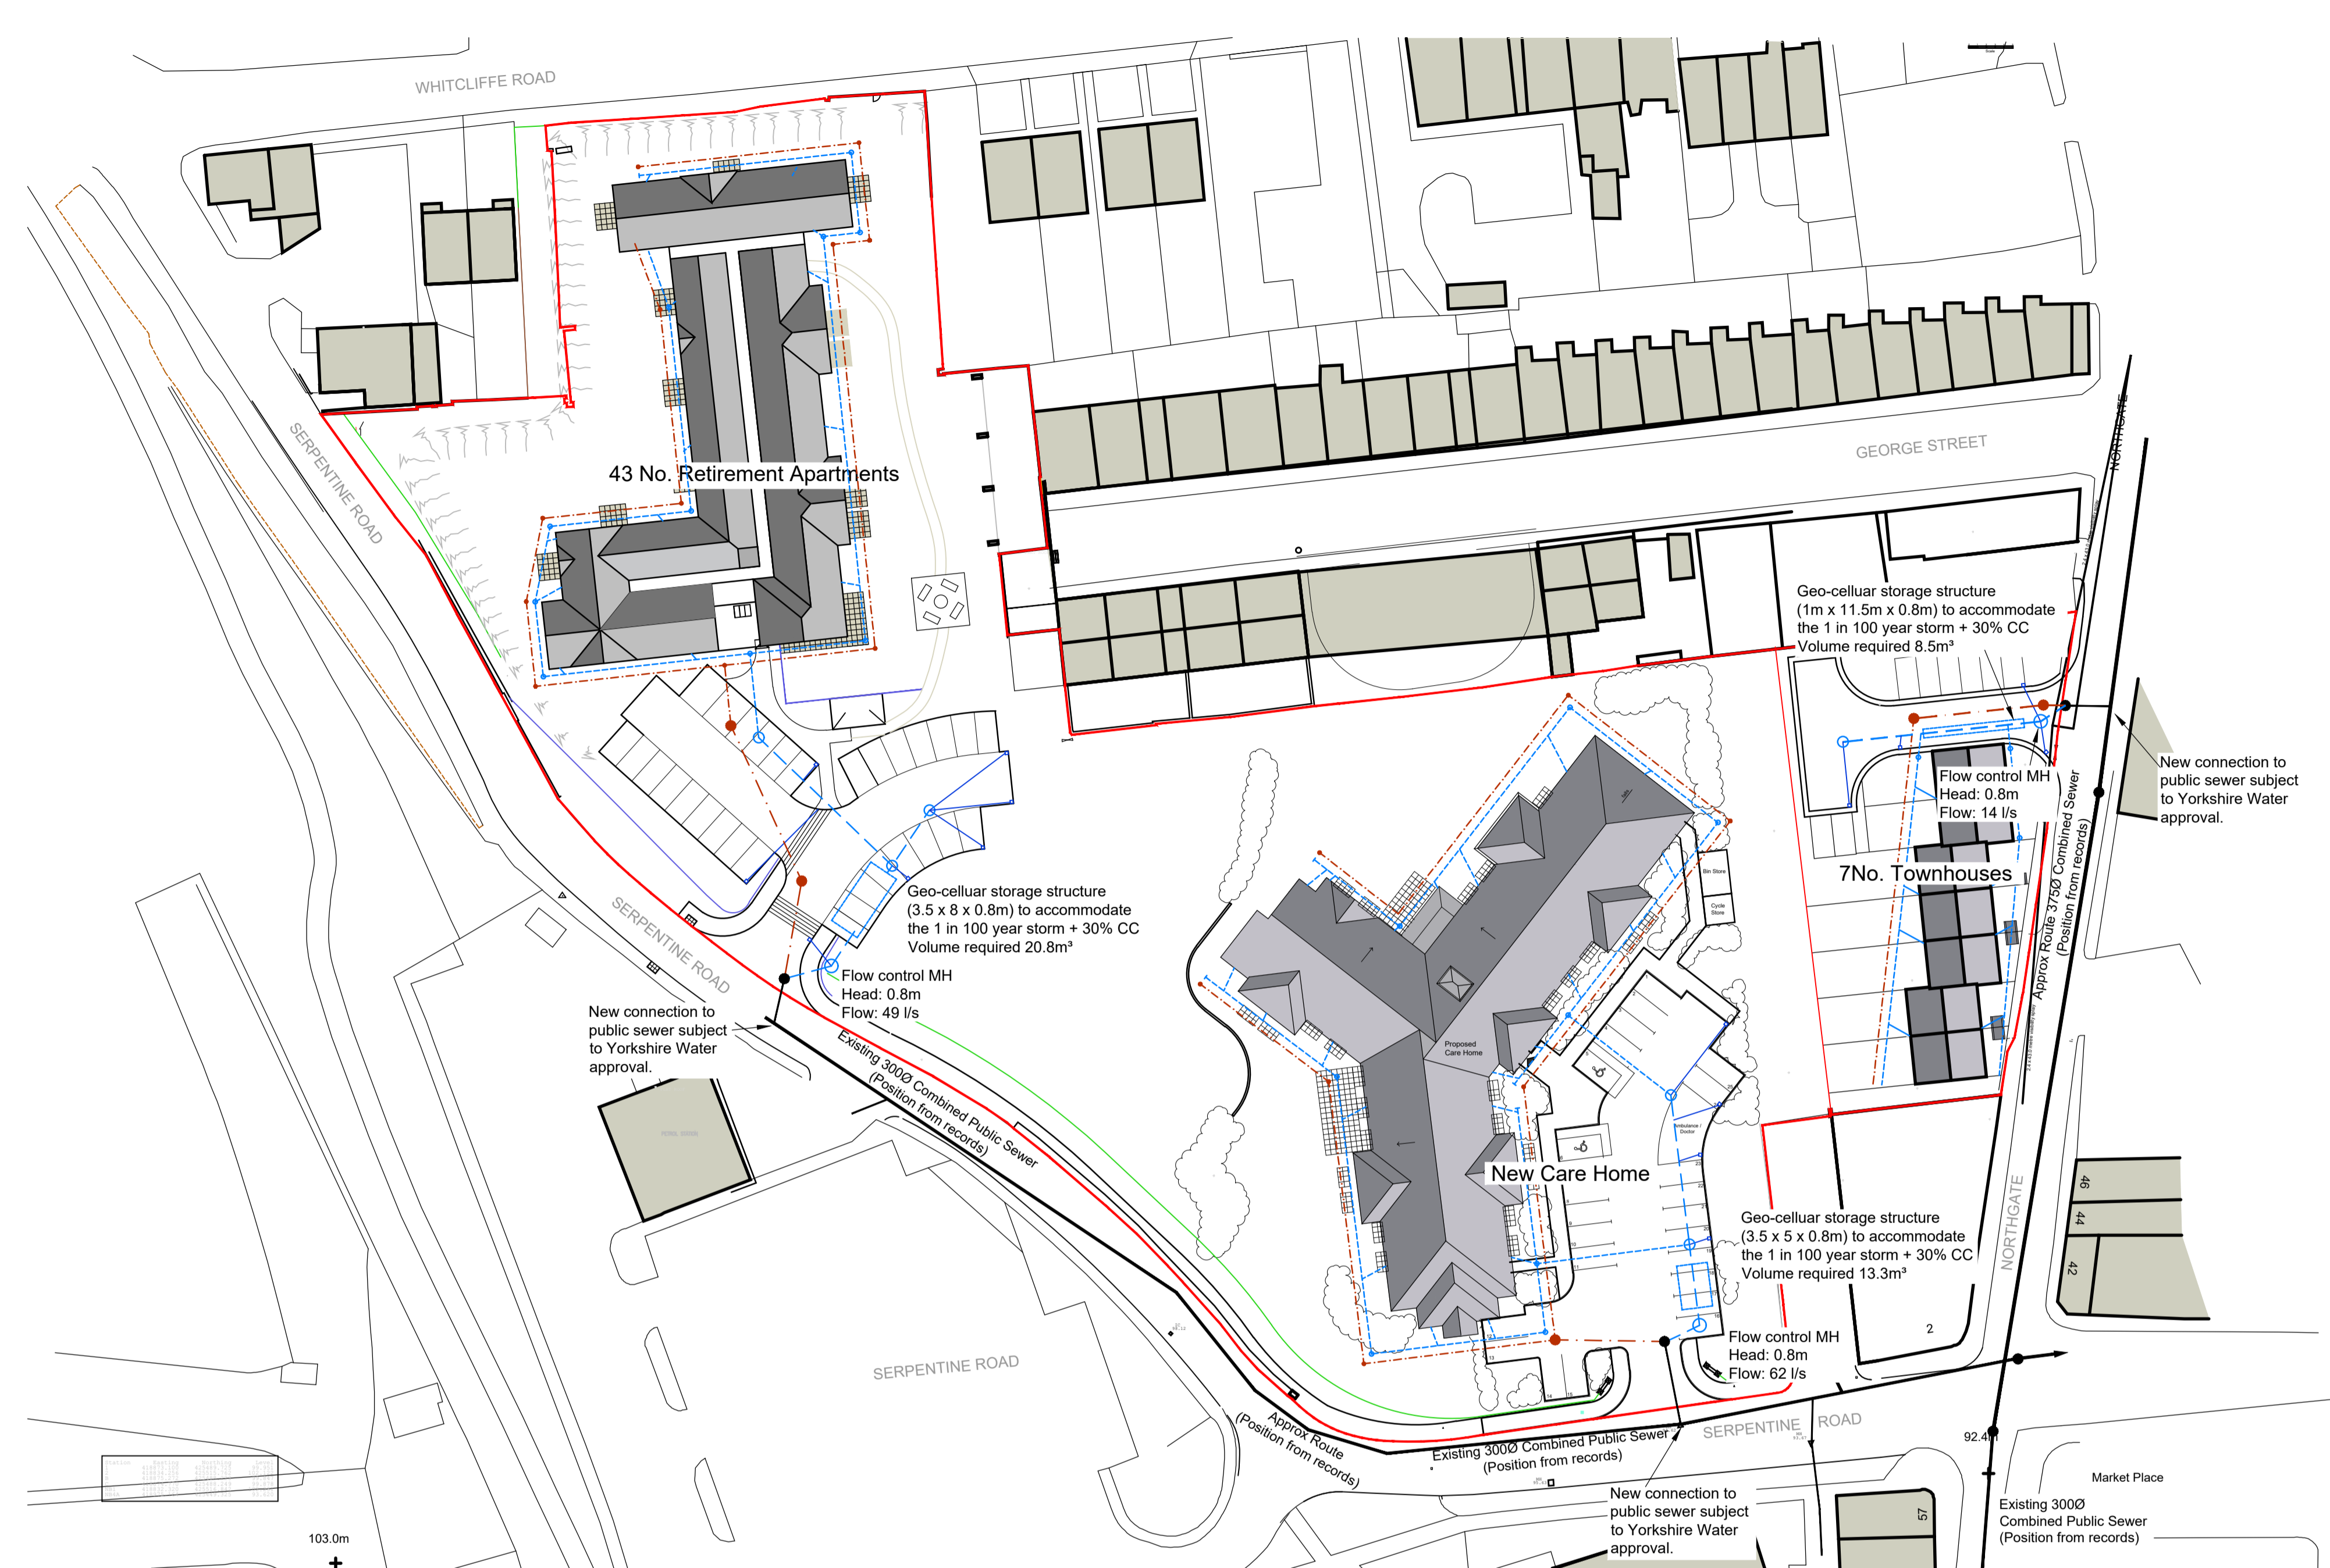 WHITCLIFFE ROAD
SERPENTINE ROAD
43 No. Retirement Apartments
GEORGE STREET
NORTHGATE
Geo-celluar storage structure
(1m x 11.5m x 0.8m) to accommodate
the 1 in 100 year storm + 30% CC
Volume required 8.5m³
Flow control MH
Head: 0.8m
Flow: 14 l/s
New connection to
public sewer subject
to Yorkshire Water
approval.
7No. Townhouses
Approx Route 375Ø Combined Sewer
(Position from records)
Bin Store
Cycle
Store
Geo-celluar storage structure
(3.5 x 8 x 0.8m) to accommodate
the 1 in 100 year storm + 30% CC
Volume required 20.8m³
Flow control MH
Head: 0.8m
Flow: 49 l/s
SERPENTINE ROAD
New connection to
public sewer subject
to Yorkshire Water
approval.
Existing 300Ø Combined Public Sewer
(Position from records)
Proposed
Care Home
Ambulance /
Doctor
New Care Home
Geo-celluar storage structure
(3.5 x 5 x 0.8m) to accommodate
the 1 in 100 year storm + 30% CC
Volume required 13.3m³
Flow control MH
Head: 0.8m
Flow: 62 l/s
NORTHGATE
46
44
42
2
SERPENTINE ROAD
Approx Route
(Position from records)
Existing 300Ø Combined Public Sewer
(Position from records)
SERPENTINE ROAD
92.4m
Market Place
New connection to
public sewer subject
to Yorkshire Water
approval.
57
Existing 300Ø
Combined Public Sewer
(Position from records)
103.0m